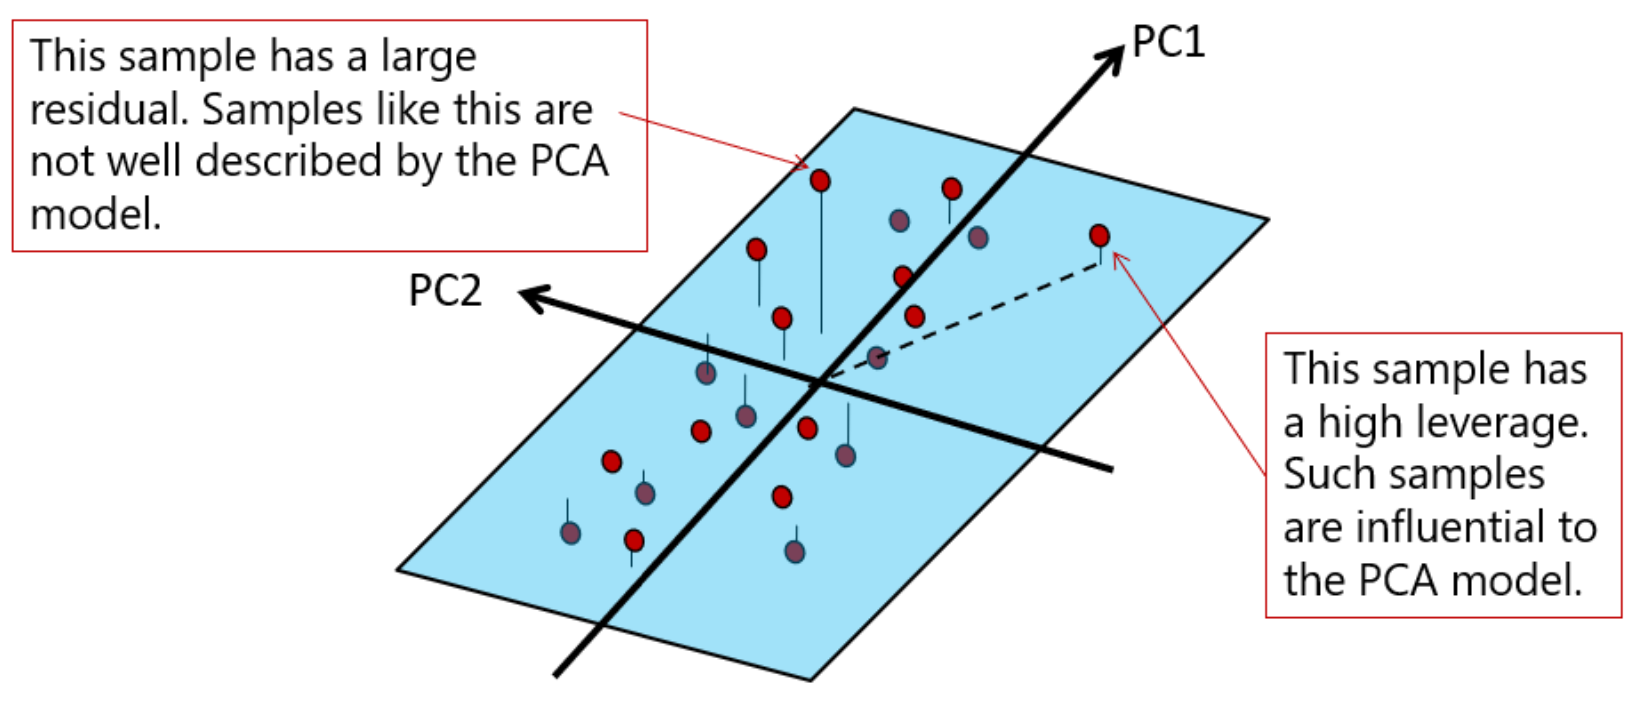 This sample has a large
residual. Samples like this are
not well described by the PCA
model.
PC1
PC2
This sample has
a high leverage.
Such samples
are influential to
the PCA model.